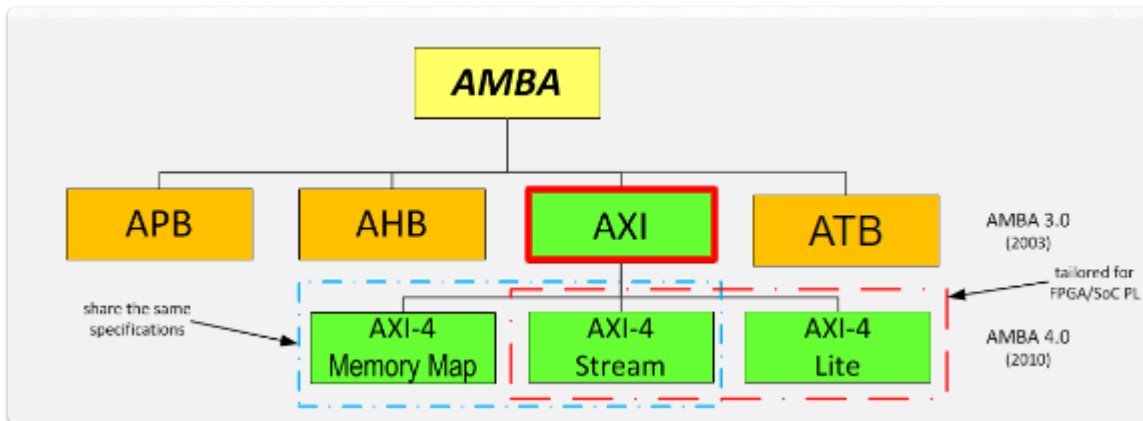 AMBA
APB
AHB
AXI
ATB
AMBA 3.0
(2003)
tailored for
FPGA/SoC PL
share the same
specifications
AXI-4
Memory Map
AXI-4
Stream
AXI-4
Lite
AMBA 4.0
(2010)